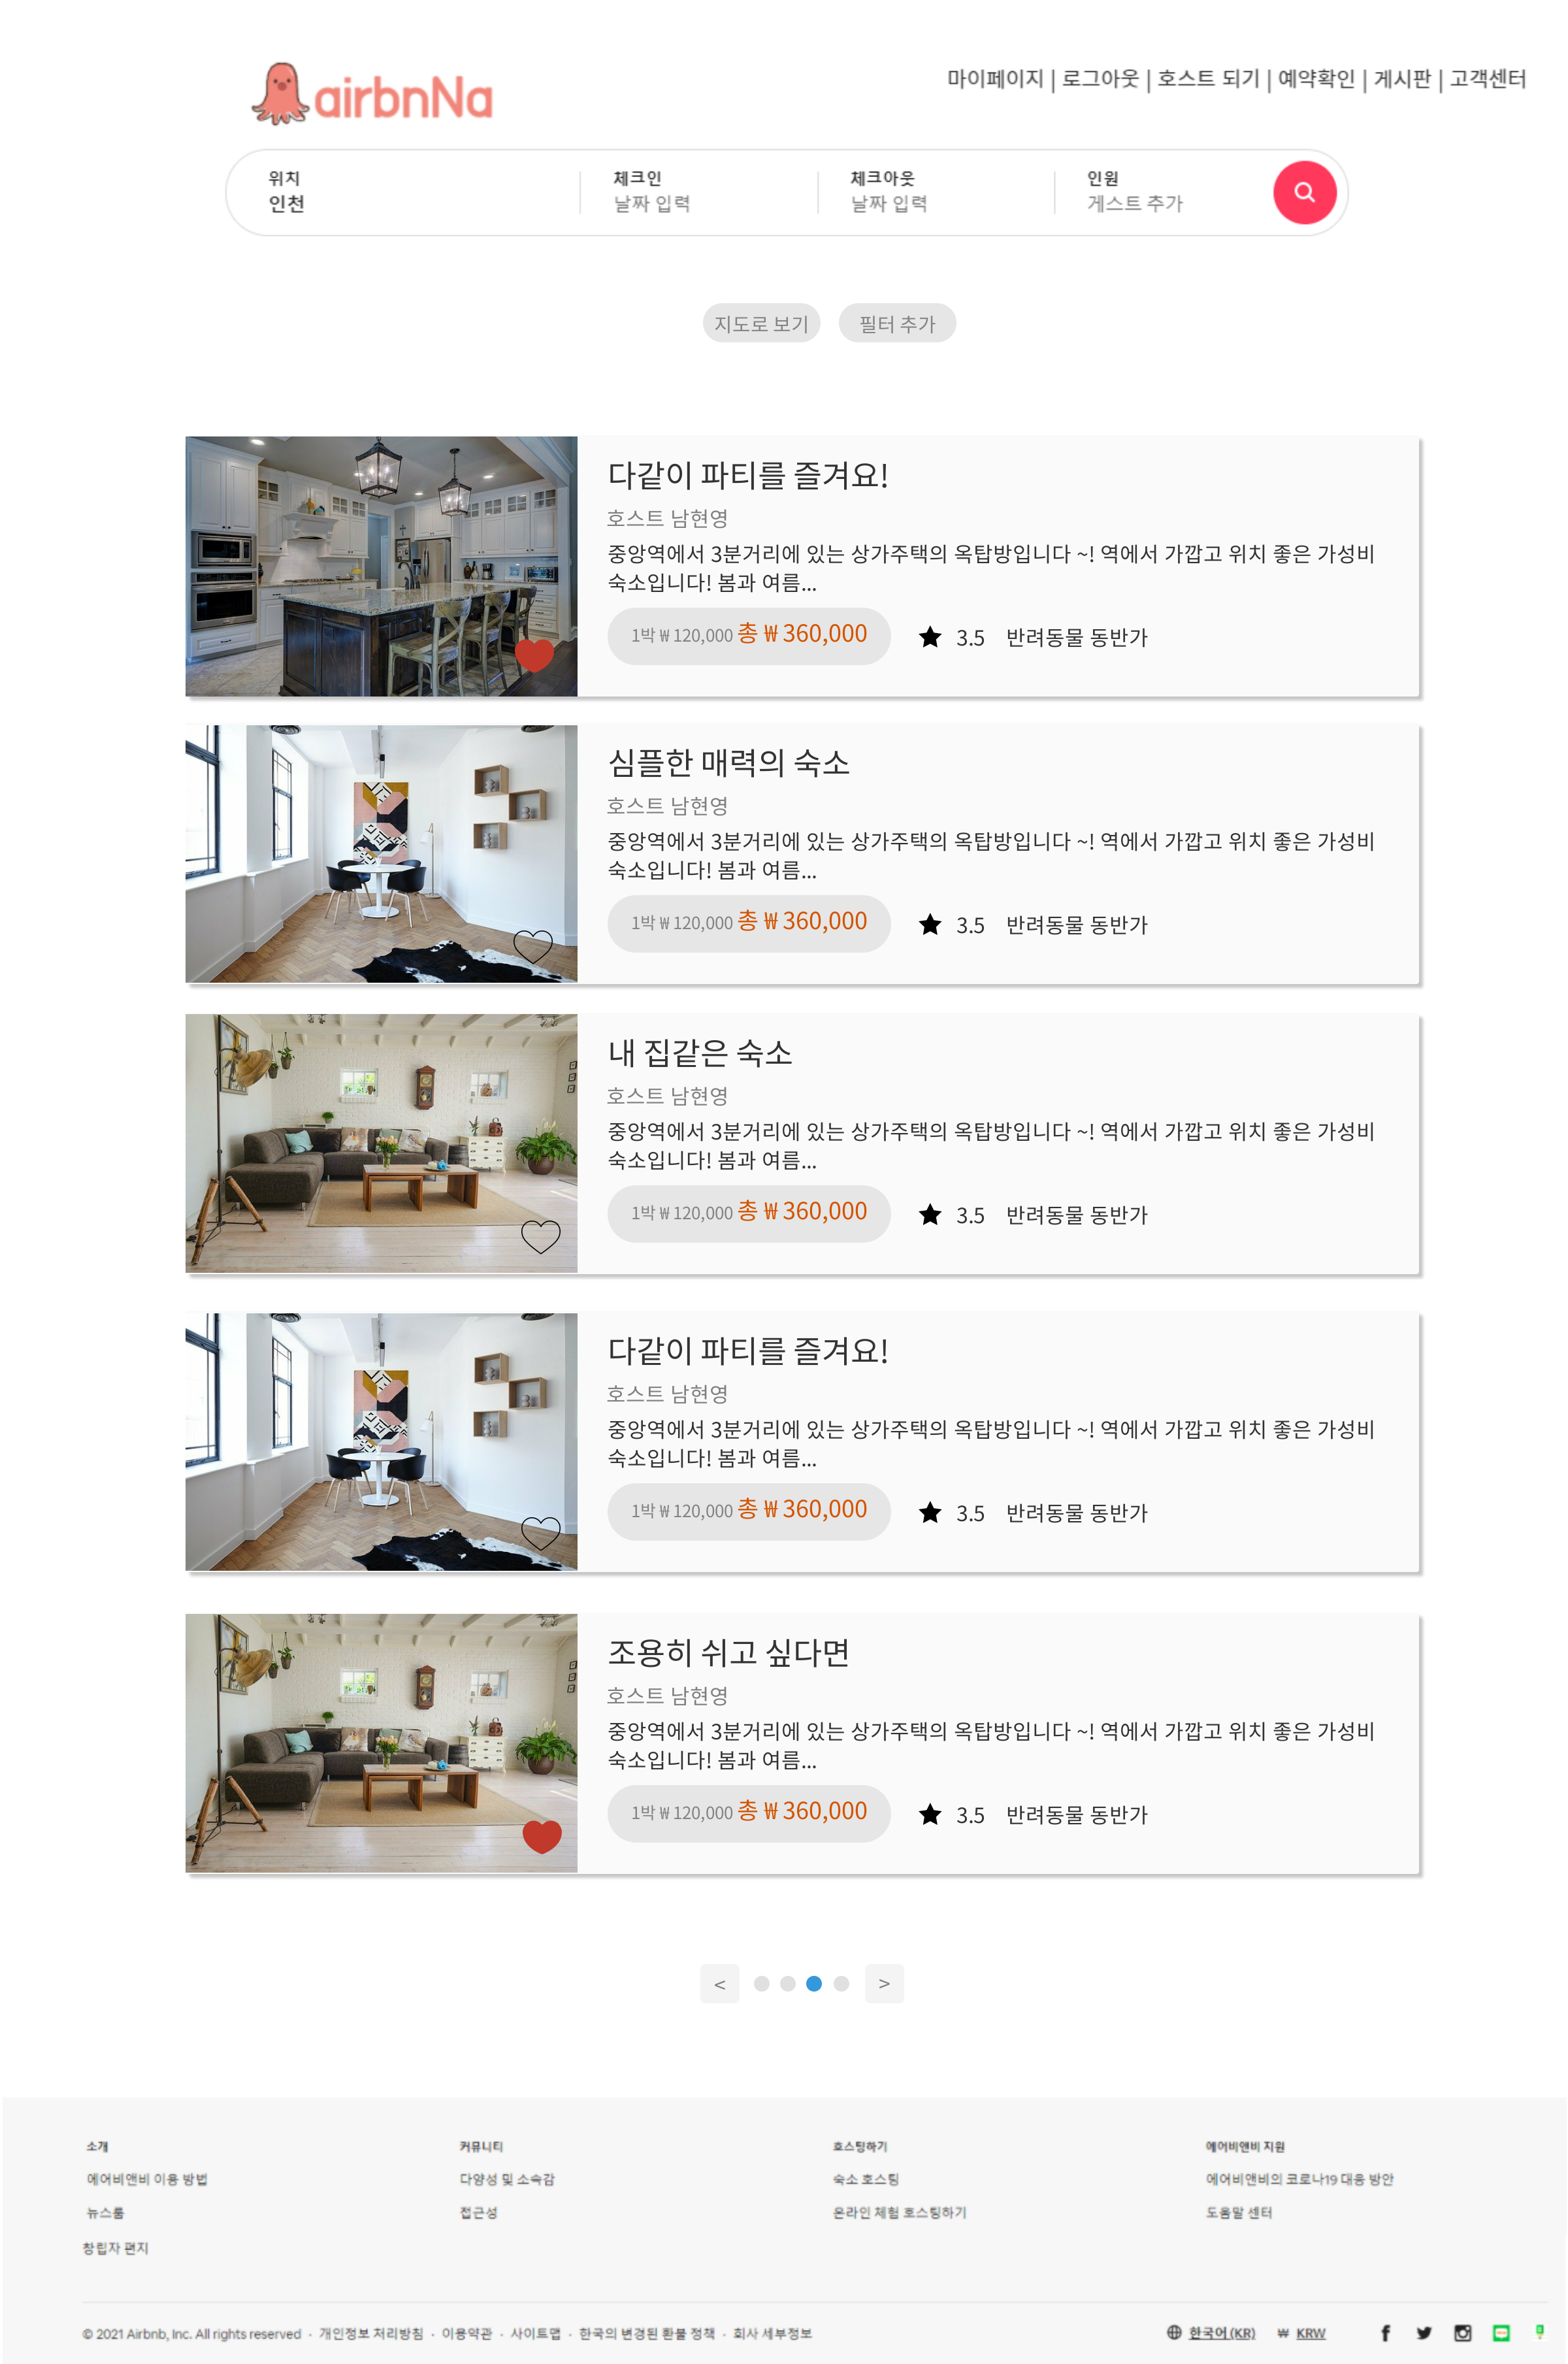 airbnNa
마이페이지 | 로그아웃 | 호스트 되기 | 예약확인 | 게시판 | 고객센터
위치 체크인 체크아웃 인원
인천 날짜 입력 날짜 입력 게스트 추가
지도로 보기 필터 추가
다같이 파티를 즐겨요!
호스트 남현영
중앙역에서 3분거리에 있는 상가주택의 옥탑방입니다 ~! 역에서 가깝고 위치 좋은 가성비
숙소입니다! 봄과 여름...
1박 ₩ 120,000 총 ₩ 360,000 ★ 3.5 반려동물 동반가
심플한 매력의 숙소
호스트 남현영
중앙역에서 3분거리에 있는 상가주택의 옥탑방입니다 ~! 역에서 가깝고 위치 좋은 가성비
숙소입니다! 봄과 여름...
1박 ₩ 120,000 총 ₩ 360,000 ★ 3.5 반려동물 동반가
내 집같은 숙소
호스트 남현영
중앙역에서 3분거리에 있는 상가주택의 옥탑방입니다 ~! 역에서 가깝고 위치 좋은 가성비
숙소입니다! 봄과 여름...
1박 ₩ 120,000 총 ₩ 360,000 ★ 3.5 반려동물 동반가
다같이 파티를 즐겨요!
호스트 남현영
중앙역에서 3분거리에 있는 상가주택의 옥탑방입니다 ~! 역에서 가깝고 위치 좋은 가성비
숙소입니다! 봄과 여름...
1박 ₩ 120,000 총 ₩ 360,000 ★ 3.5 반려동물 동반가
조용히 쉬고 싶다면
호스트 남현영
중앙역에서 3분거리에 있는 상가주택의 옥탑방입니다 ~! 역에서 가깝고 위치 좋은 가성비
숙소입니다! 봄과 여름...
1박 ₩ 120,000 총 ₩ 360,000 ★ 3.5 반려동물 동반가
< >
소개 커뮤니티 호스팅하기 에어비앤비 지원
에어비앤비 이용 방법 다양성 및 소속감 숙소 호스팅 에어비앤비의 코로나19 대응 방안
뉴스룸 접근성 온라인 체험 호스팅하기 도움말 센터
창립자 편지
© 2021 Airbnb, Inc. All rights reserved · 개인정보 처리방침 · 이용약관 · 사이트맵 · 한국의 변경된 환불 정책 · 회사 세부정보 한국어 (KR) ₩ KRW